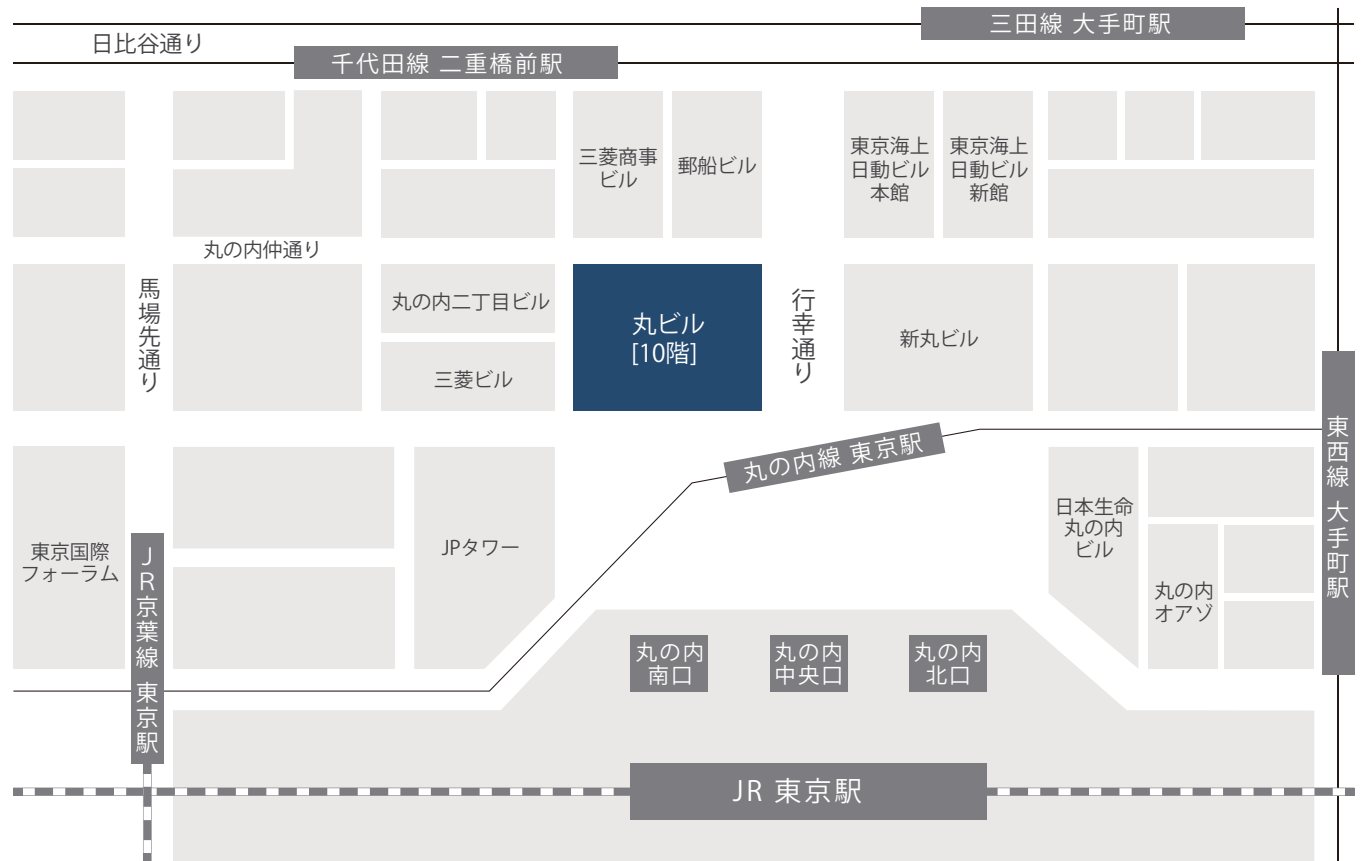 三田線 大手町駅
日比谷通り
千代田線 二重橋前駅
三菱商事
ビル
郵船ビル
東京海上
日動ビル
本館
東京海上
日動ビル
新館
丸の内仲通り
馬場先通り
丸の内二丁目ビル
三菱ビル
丸ビル
[10階]
行幸通り
新丸ビル
丸の内線 東京駅
東西線 大手町駅
東京国際
フォーラム
JR京葉線 東京駅
JPタワー
日本生命
丸の内
ビル
丸の内
オアゾ
丸の内
南口
丸の内
中央口
丸の内
北口
JR 東京駅